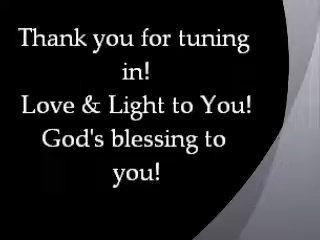 Thank you for tuning
in!
Love & Light to You!
God's blessing to
you!